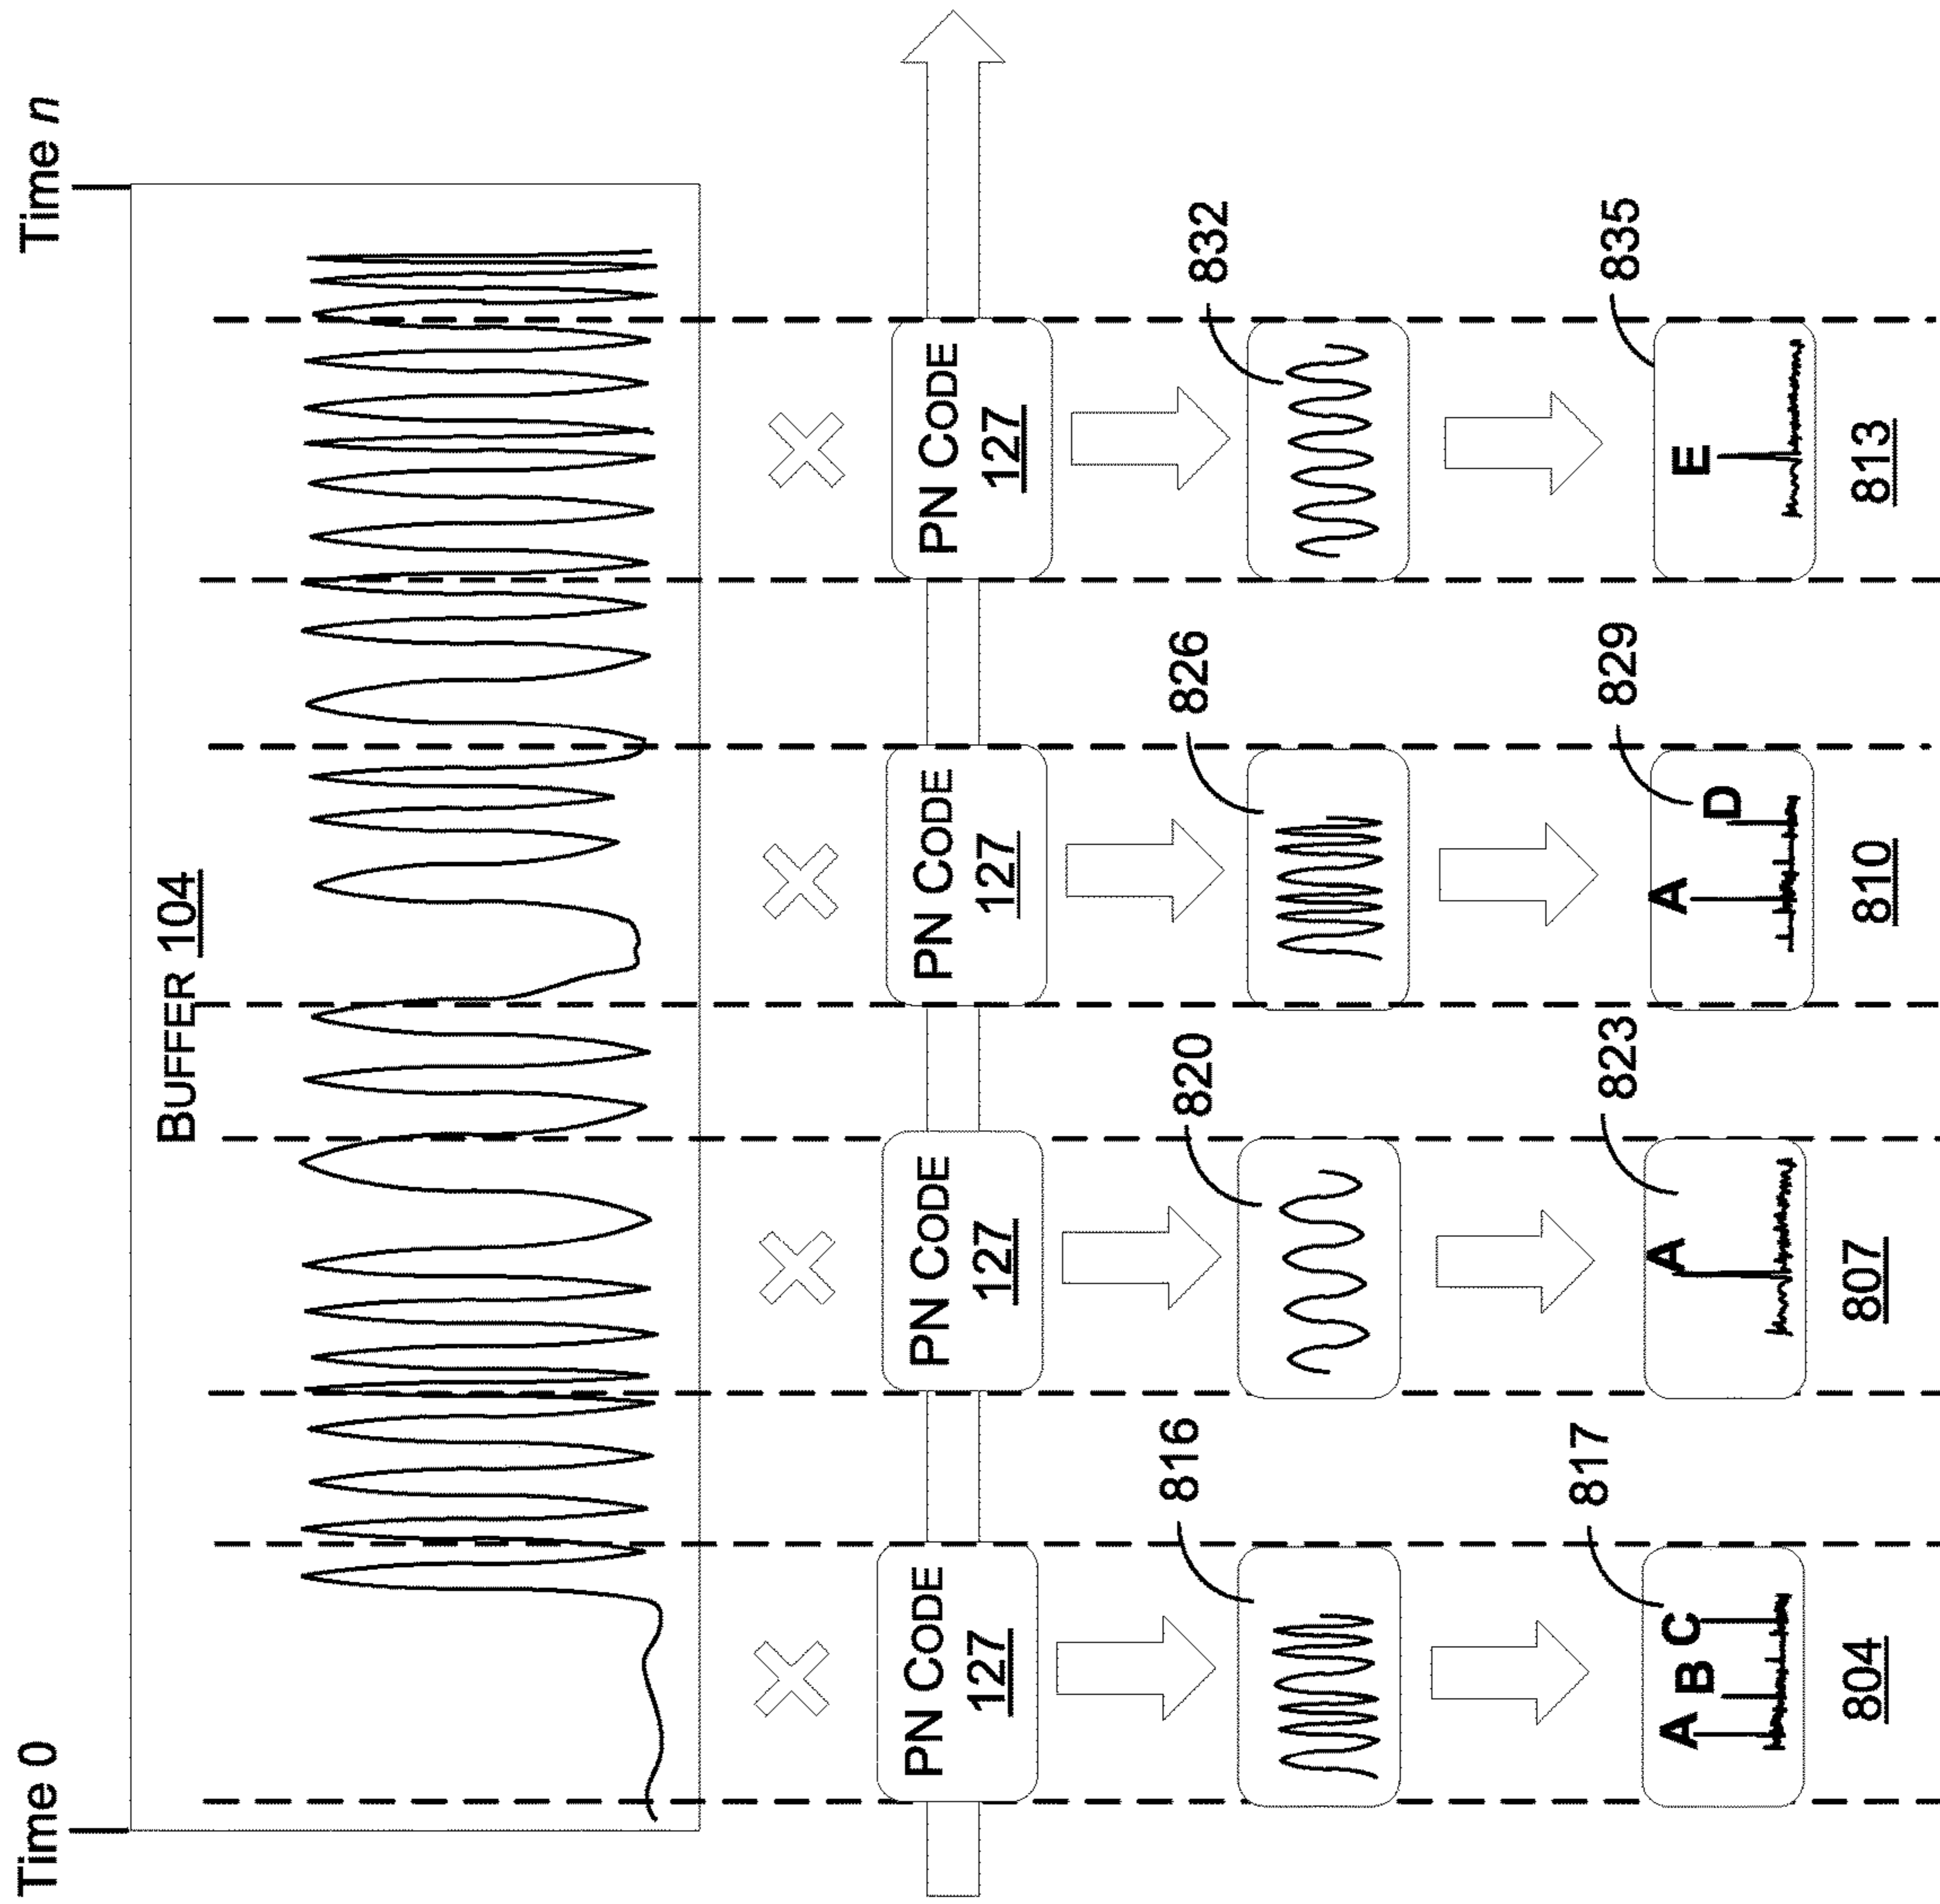 Time 0
Time n
BUFFER 104
PN CODE
127
PN CODE
127
PN CODE
127
PN CODE
127
816
820
826
832
817
823
829
835
A B C
A
A D
E
804
807
810
813